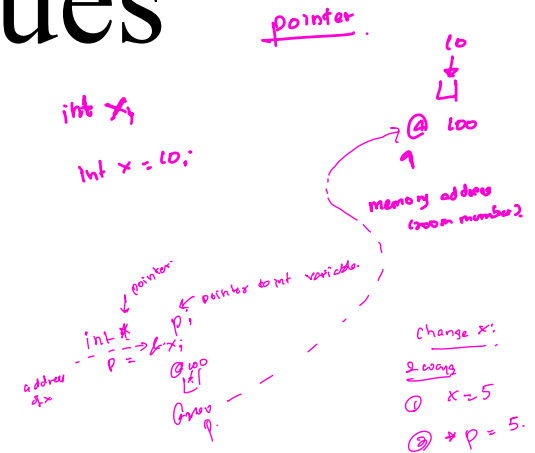 ues
pointer.
10
int x;
@ 100
int x = 10;
memory address
(room number).
pointer
pointer to int variable.
int * p;
p = &x;
address
of x
Change x:
2 ways
① x = 5
② * p = 5.
p.